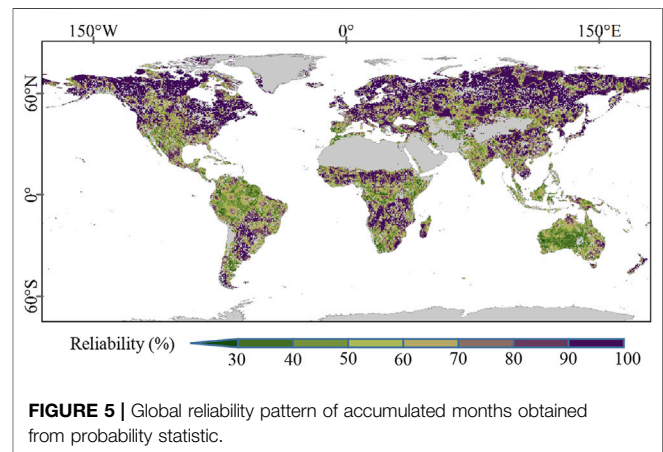 150°W 0° 150°E
60°N
0°
60°S
Reliability (%)
30 40 50 60 70 80 90 100
FIGURE 5 | Global reliability pattern of accumulated months obtained
from probability statistic.